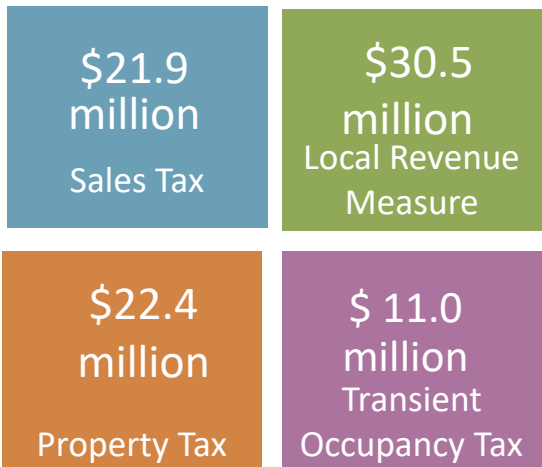 $21.9
million
Sales Tax
$30.5
million
Local Revenue
Measure
$22.4
million
Property Tax
$ 11.0
million
Transient
Occupancy Tax